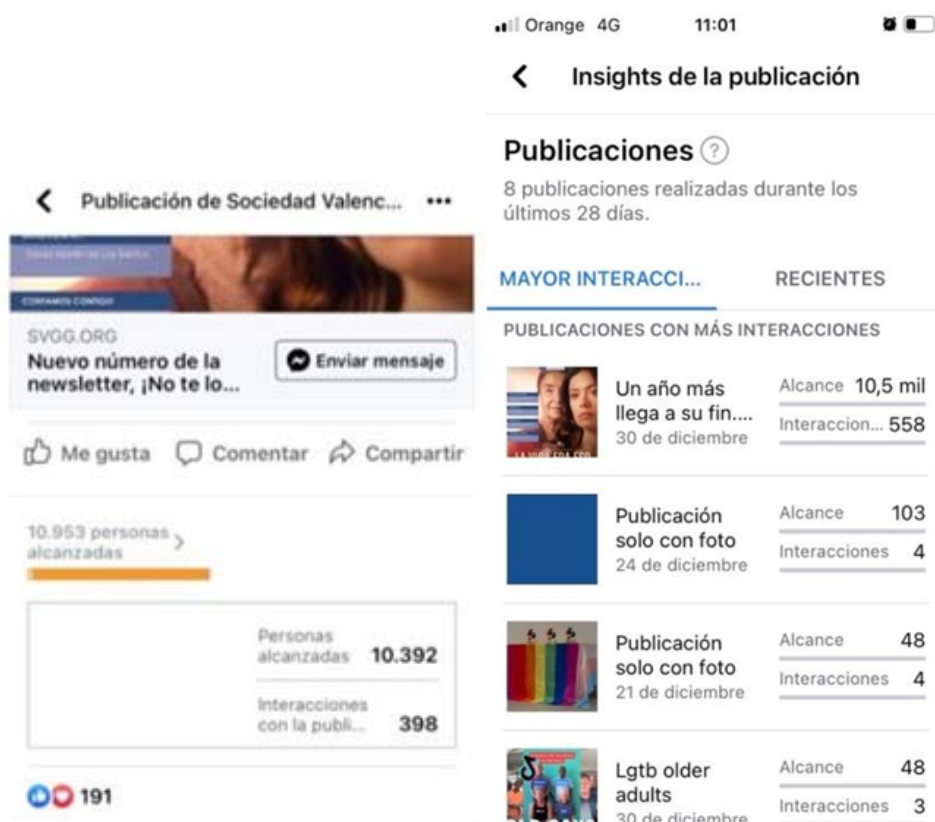 Publicación de Sociedad Valenc... •••
CONTAMOS CONTIGO
SVGG.ORG
Nuevo número de la
newsletter, ¡No te lo...
Enviar mensaje
Me gusta
Comentar
Compartir
10.953 personas
alcanzadas
Personas
alcanzadas 10.392
Interacciones
con la publi... 398
191
Orange 4G 11:01
Insights de la publicación
Publicaciones ?
8 publicaciones realizadas durante los
últimos 28 días.
MAYOR INTERACCI... RECIENTES
PUBLICACIONES CON MÁS INTERACCIONES
Un año más
llega a su fin....
30 de diciembre
Alcance 10,5 mil
Interaccion... 558
Publicación
solo con foto
24 de diciembre
Alcance 103
Interacciones 4
Publicación
solo con foto
21 de diciembre
Alcance 48
Interacciones 4
Lgtb older
adults
30 de diciembre
Alcance 48
Interacciones 3